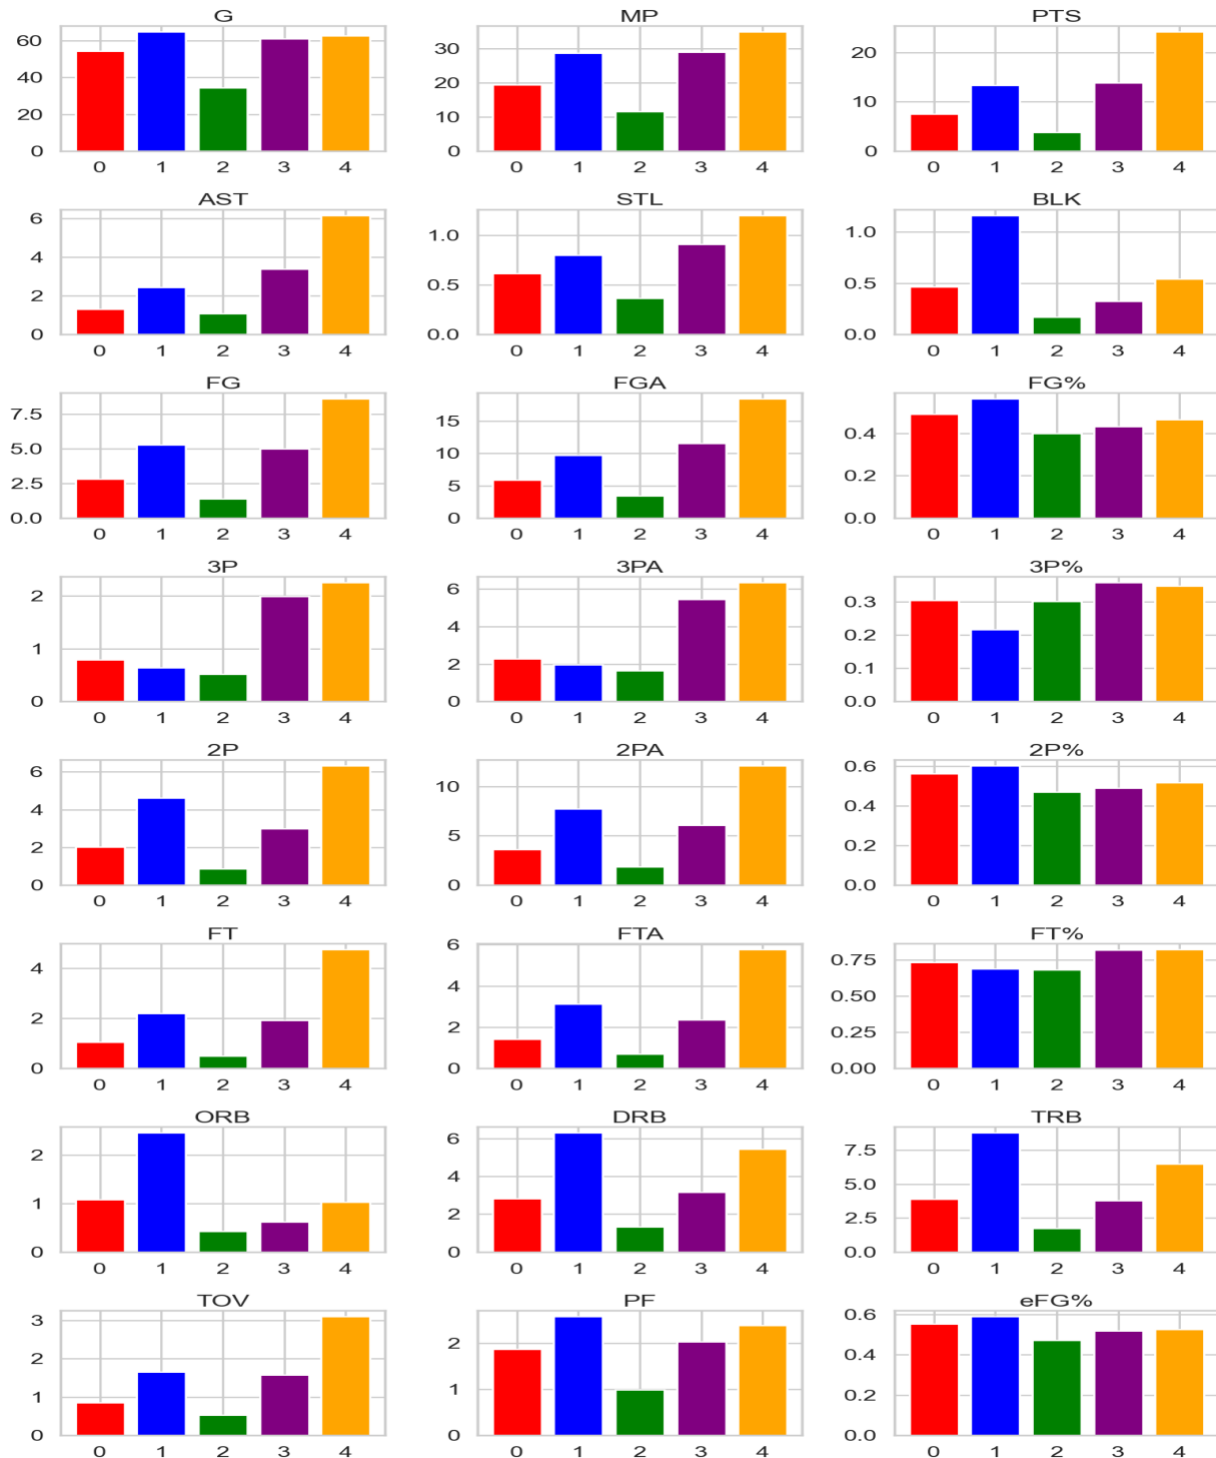 G MP PTS
60 30 20
40 20 10
20 10
0 0 0
0 1 2 3 4 0 1 2 3 4 0 1 2 3 4
AST STL BLK
6 1.0 1.0
4 0.5 0.5
2
0 0.0 0.0
0 1 2 3 4 0 1 2 3 4 0 1 2 3 4
FG FGA FG%
7.5 15 0.4
5.0 10 0.2
2.5 5
0.0 0 0.0
0 1 2 3 4 0 1 2 3 4 0 1 2 3 4
3P 3PA 3P%
2 6 0.3
1 4 0.2
2 0.1
0 0 0.0
0 1 2 3 4 0 1 2 3 4 0 1 2 3 4
2P 2PA 2P%
6 10 0.6
4 5 0.4
2 0.2
0 0 0.0
0 1 2 3 4 0 1 2 3 4 0 1 2 3 4
FT FTA FT%
4 6 0.75
2 4 0.50
2 0.25
0 0 0.00
0 1 2 3 4 0 1 2 3 4 0 1 2 3 4
ORB DRB TRB
2 6 7.5
1 4 5.0
2 2.5
0 0 0.0
0 1 2 3 4 0 1 2 3 4 0 1 2 3 4
TOV PF eFG%
3 2 0.6
2 1 0.4
1 0.2
0 0 0.0
0 1 2 3 4 0 1 2 3 4 0 1 2 3 4